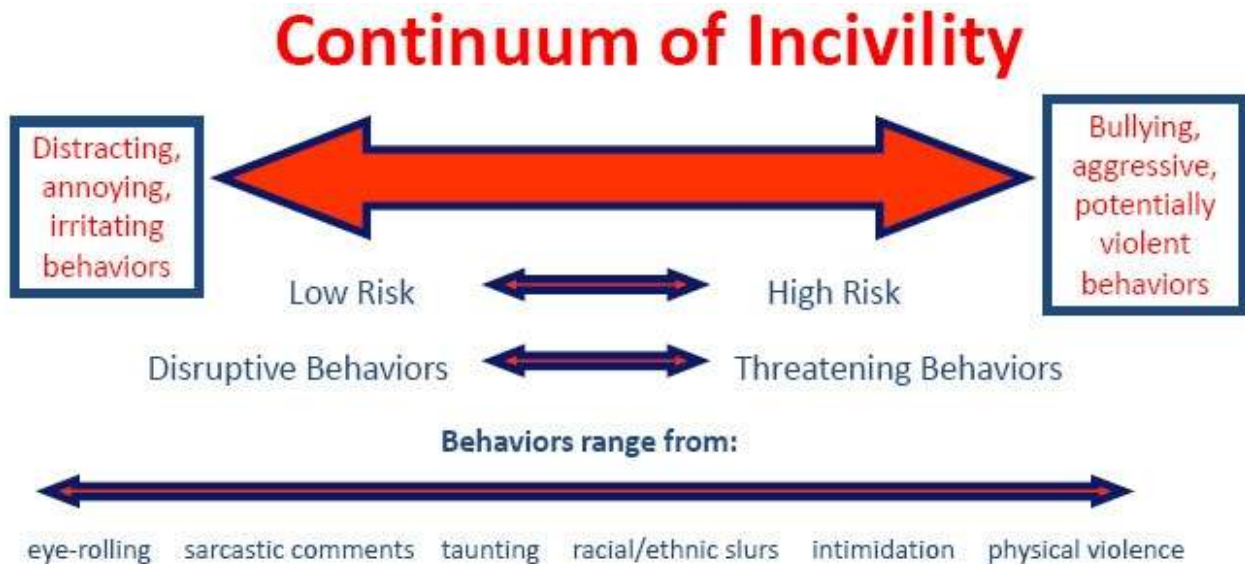 Continuum of Incivility
Distracting,
annoying,
irritating
behaviors
Bullying,
aggressive,
potentially
violent
behaviors
Low Risk
High Risk
Disruptive Behaviors
Threatening Behaviors
Behaviors range from:
eye-rolling sarcastic comments taunting racial/ethnic slurs intimidation physical violence